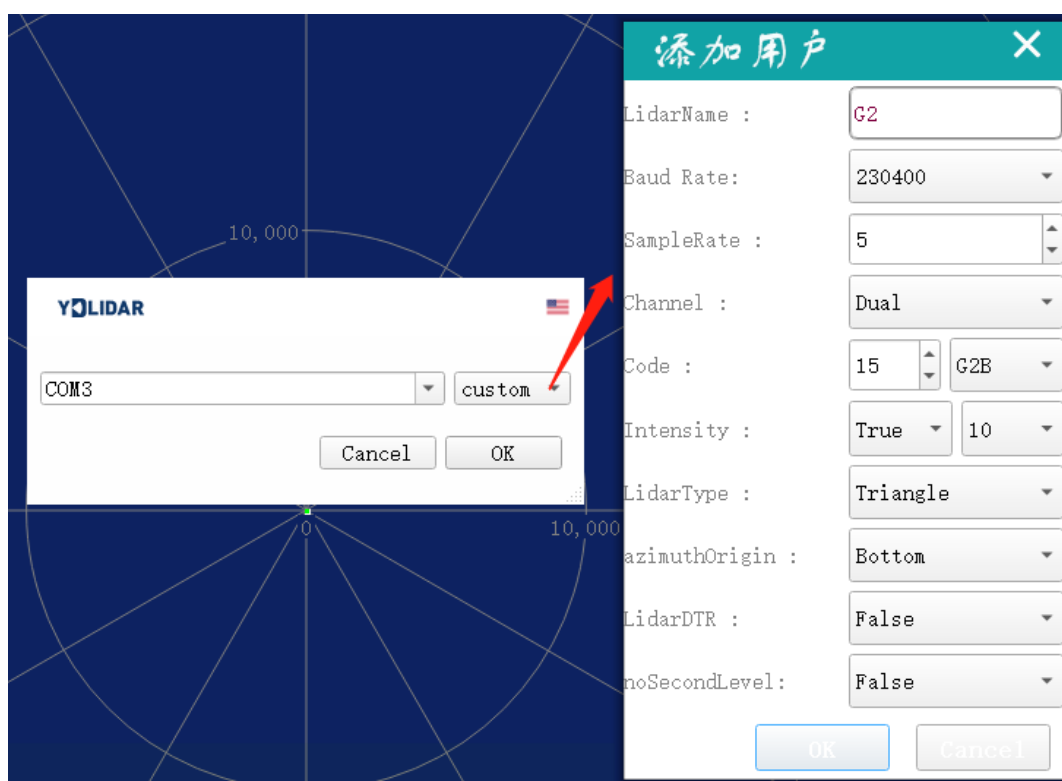 10,000
YDLIDAR
COM3
custom
Cancel
OK
0
10,000
添加用户
LidarName :
G2
Baud Rate:
230400
SampleRate :
5
Channel :
Dual
Code :
15
G2B
Intensity :
True
10
LidarType :
Triangle
azimuthOrigin :
Bottom
LidarDTR :
False
noSecondLevel:
False
OK
Cancel